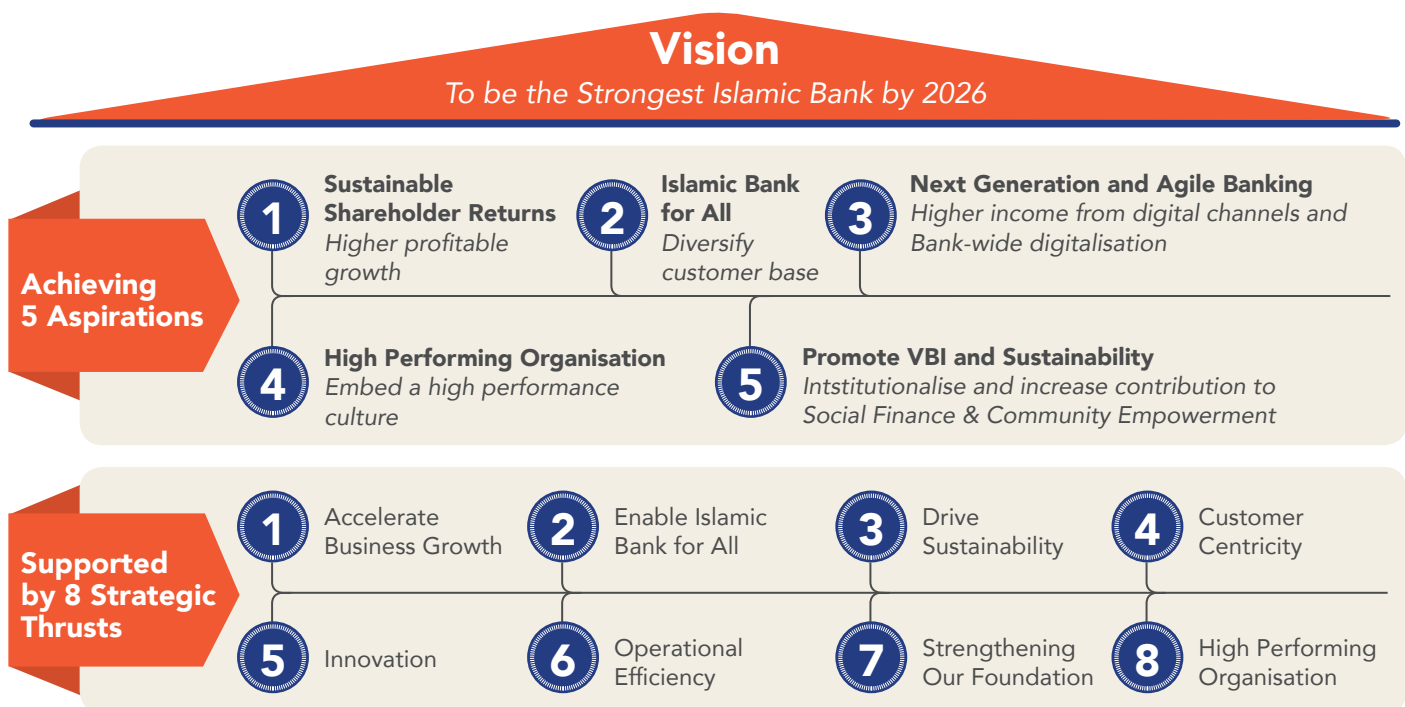 Vision
To be the Strongest Islamic Bank by 2026
Achieving
5 Aspirations
1
Sustainable
Shareholder Returns
Higher profitable
growth
2
Islamic Bank
for All
Diversify
customer base
3
Next Generation and Agile Banking
Higher income from digital channels and
Bank-wide digitalisation
4
High Performing Organisation
Embed a high performance
culture
5
Promote VBI and Sustainability
Intstitutionalise and increase contribution to
Social Finance & Community Empowerment
Supported
by 8 Strategic
Thrusts
1
Accelerate
Business Growth
2
Enable Islamic
Bank for All
3
Drive
Sustainability
4
Customer
Centricity
5
Innovation
6
Operational
Efficiency
7
Strengthening
Our Foundation
8
High Performing
Organisation